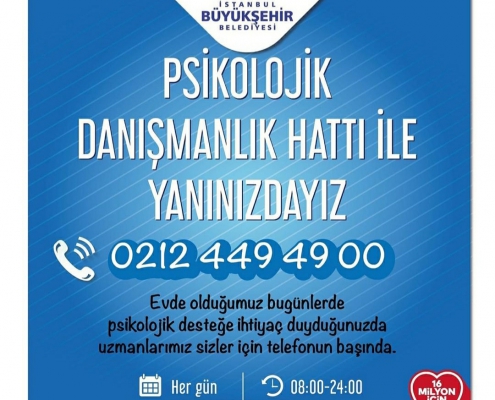 İSTANBUL
BÜYÜKŞEHİR
BELEDİYESİ
PSİKOLOJİK
DANIŞMANLIK HATTI İLE
YANINIZDAYIZ
0212 449 49 00
Evde olduğumuz bugünlerde
psikolojik desteğe ihtiyaç duyduğunuzda
uzmanlarımız sizler için telefonun başında.
Her gün
08:00-24:00
16
MİLYON
İÇİN